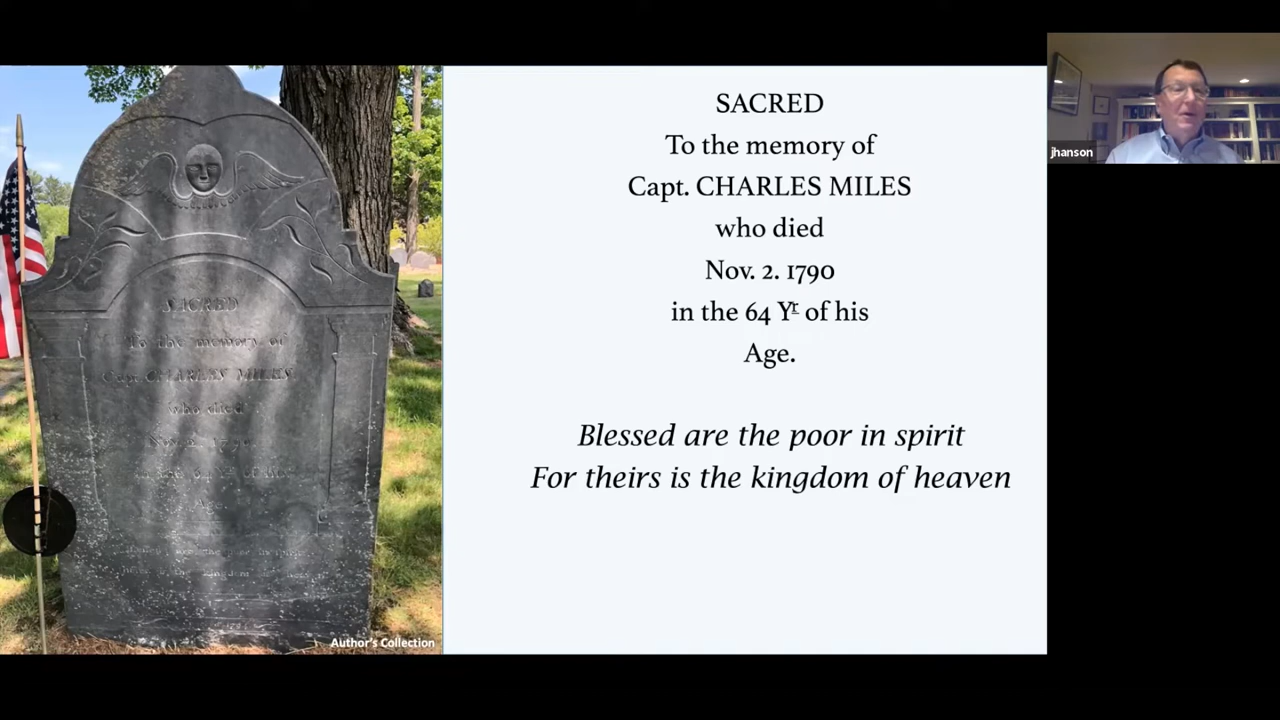 SACRED
To the memory of
Capt. CHARLES MILES
who died
Nov. 2. 1790
in the 64 Yr of his
Age.
Blessed are the poor in spirit
For theirs is the kingdom of heaven
SACRED
To the memory of
Capt. CHARLES MILES
who died
Author's Collection
jhanson